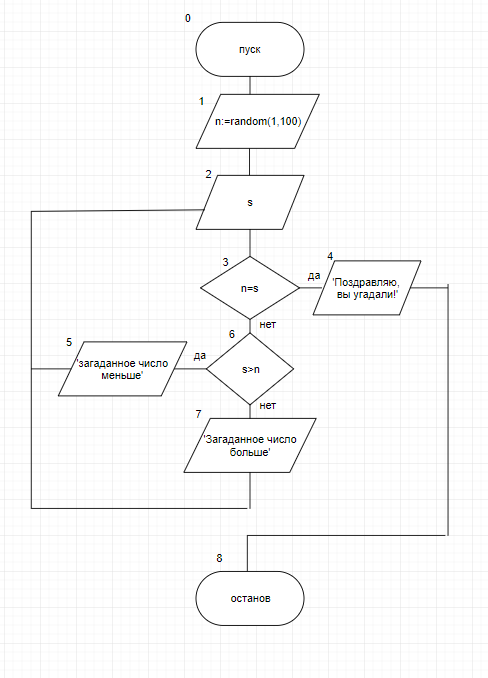 0
пуск
1
n:=random(1,100)
2
s
3
n=s
да
4
'Поздравляю,
вы угадали!'
нет
6
s>n
да
5
'загаданное число
меньше'
нет
7
'Загаданное число
больше'
8
останов